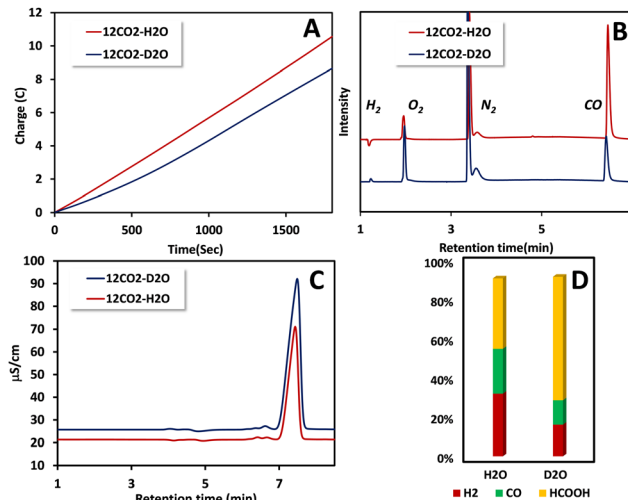 A
12CO2-H2O
12CO2-D2O
Charge (C)
12
10
8
6
4
2
0
0
500
1000
1500
Time(Sec)
B
12CO2-H2O
12CO2-D2O
Intensity
H2
O2
N2
CO
1
3
5
Retention time(min)
C
12CO2-D2O
12CO2-H2O
µS/cm
100
90
80
70
60
50
40
30
20
10
1
3
5
7
Retention time (min)
D
100%
80%
60%
40%
20%
0%
H2O
D2O
H2
CO
HCOOH